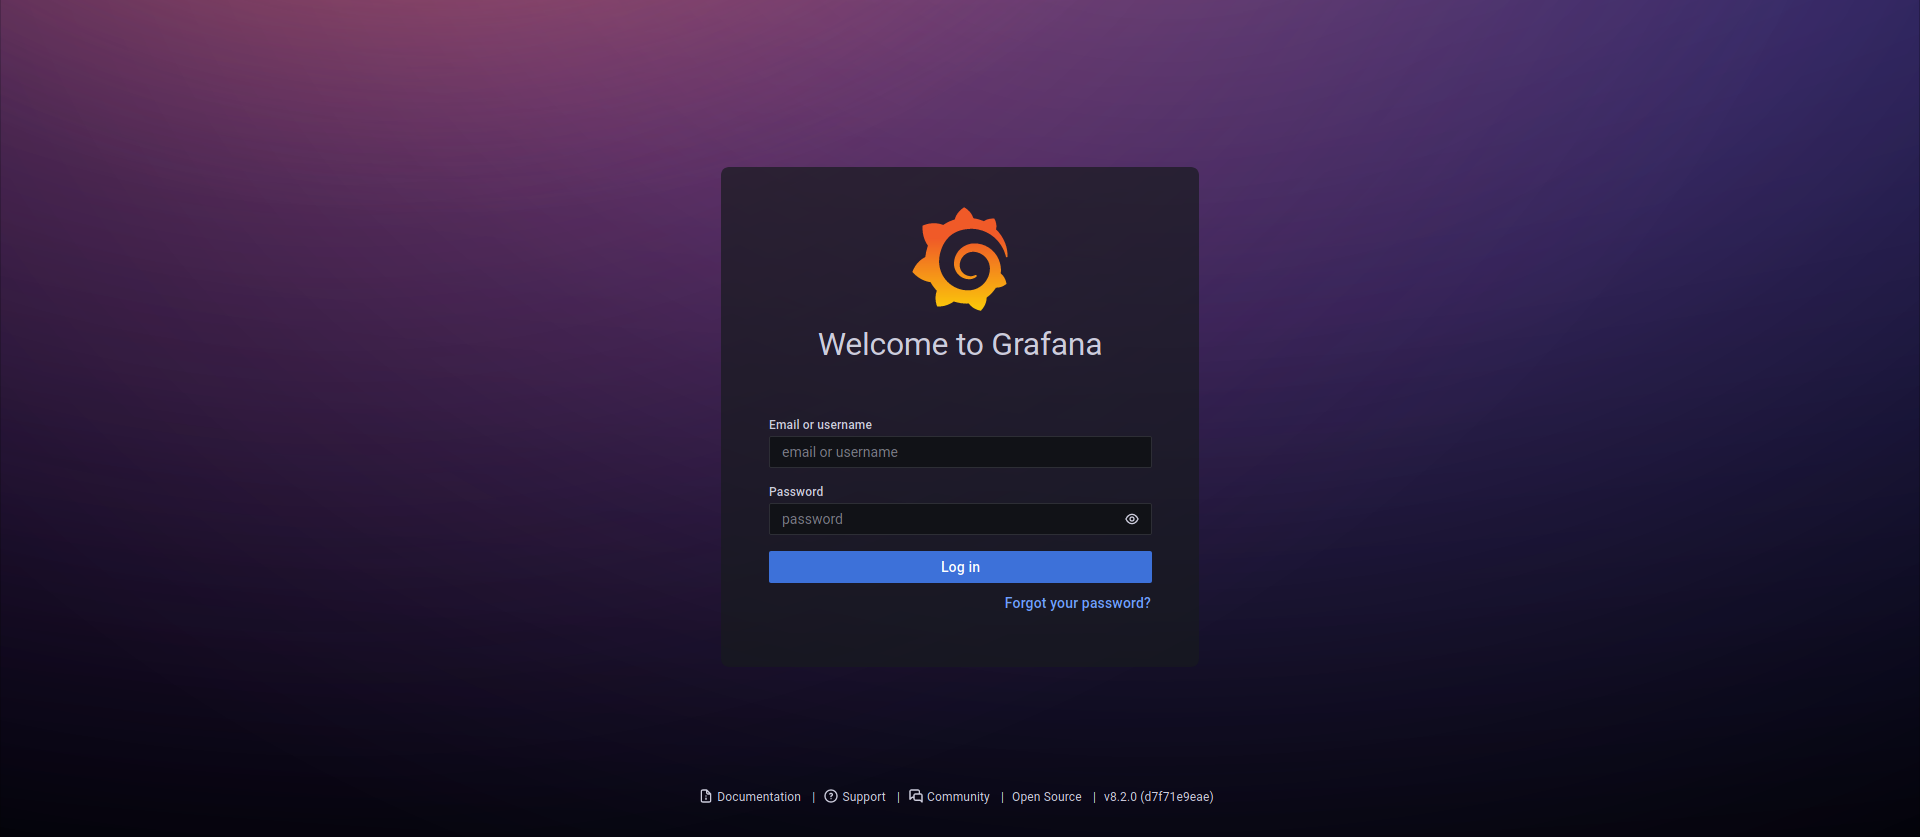 Welcome to Grafana
Email or username
email or username
Password
password
Log in
Forgot your password?
Documentation | Support | Community | Open Source | v8.2.0 (d7f71e9eae)